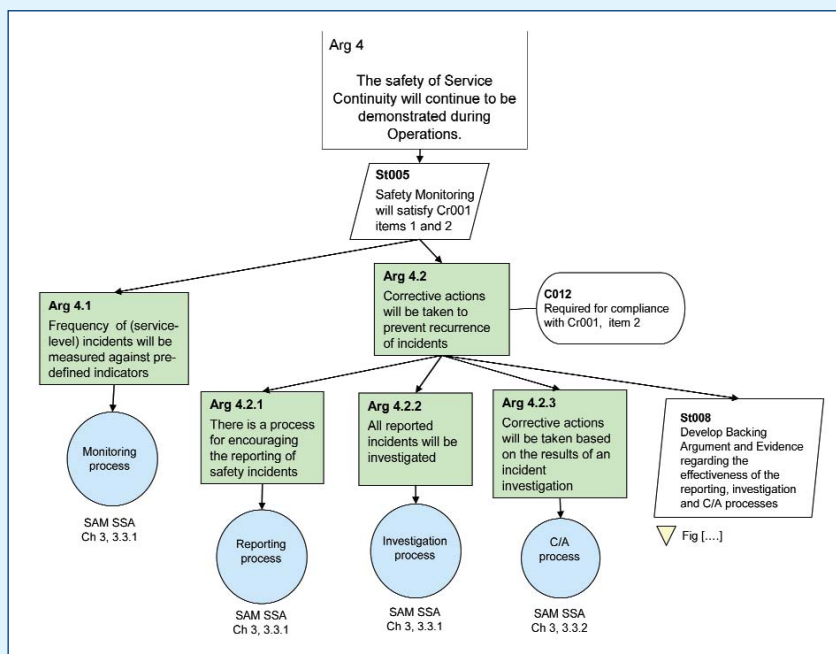 Arg 4
The safety of Service
Continuity will continue to be
demonstrated during
Operations.
St005
Safety Monitoring
will satisfy Cr001
items 1 and 2
Arg 4.1
Frequency of (service-
level) incidents will be
measured against pre-
defined indicators
Arg 4.2
Corrective actions
will be taken to
prevent recurrence
of incidents
C012
Required for compliance
with Cr001, item 2
Monitoring
process
SAM SSA
Ch 3, 3.3.1
Arg 4.2.1
There is a process
for encouraging
the reporting of
safety incidents
Arg 4.2.2
All reported
incidents will be
investigated
Arg 4.2.3
Corrective actions
will be taken based
on the results of an
incident
investigation
St008
Develop Backing
Argument and Evidence
regarding the
effectiveness of the
reporting, investigation
and C/A processes
Fig [....]
Reporting
process
SAM SSA
Ch 3, 3.3.1
Investigation
process
SAM SSA
Ch 3, 3.3.1
C/A
process
SAM SSA
Ch 3, 3.3.2